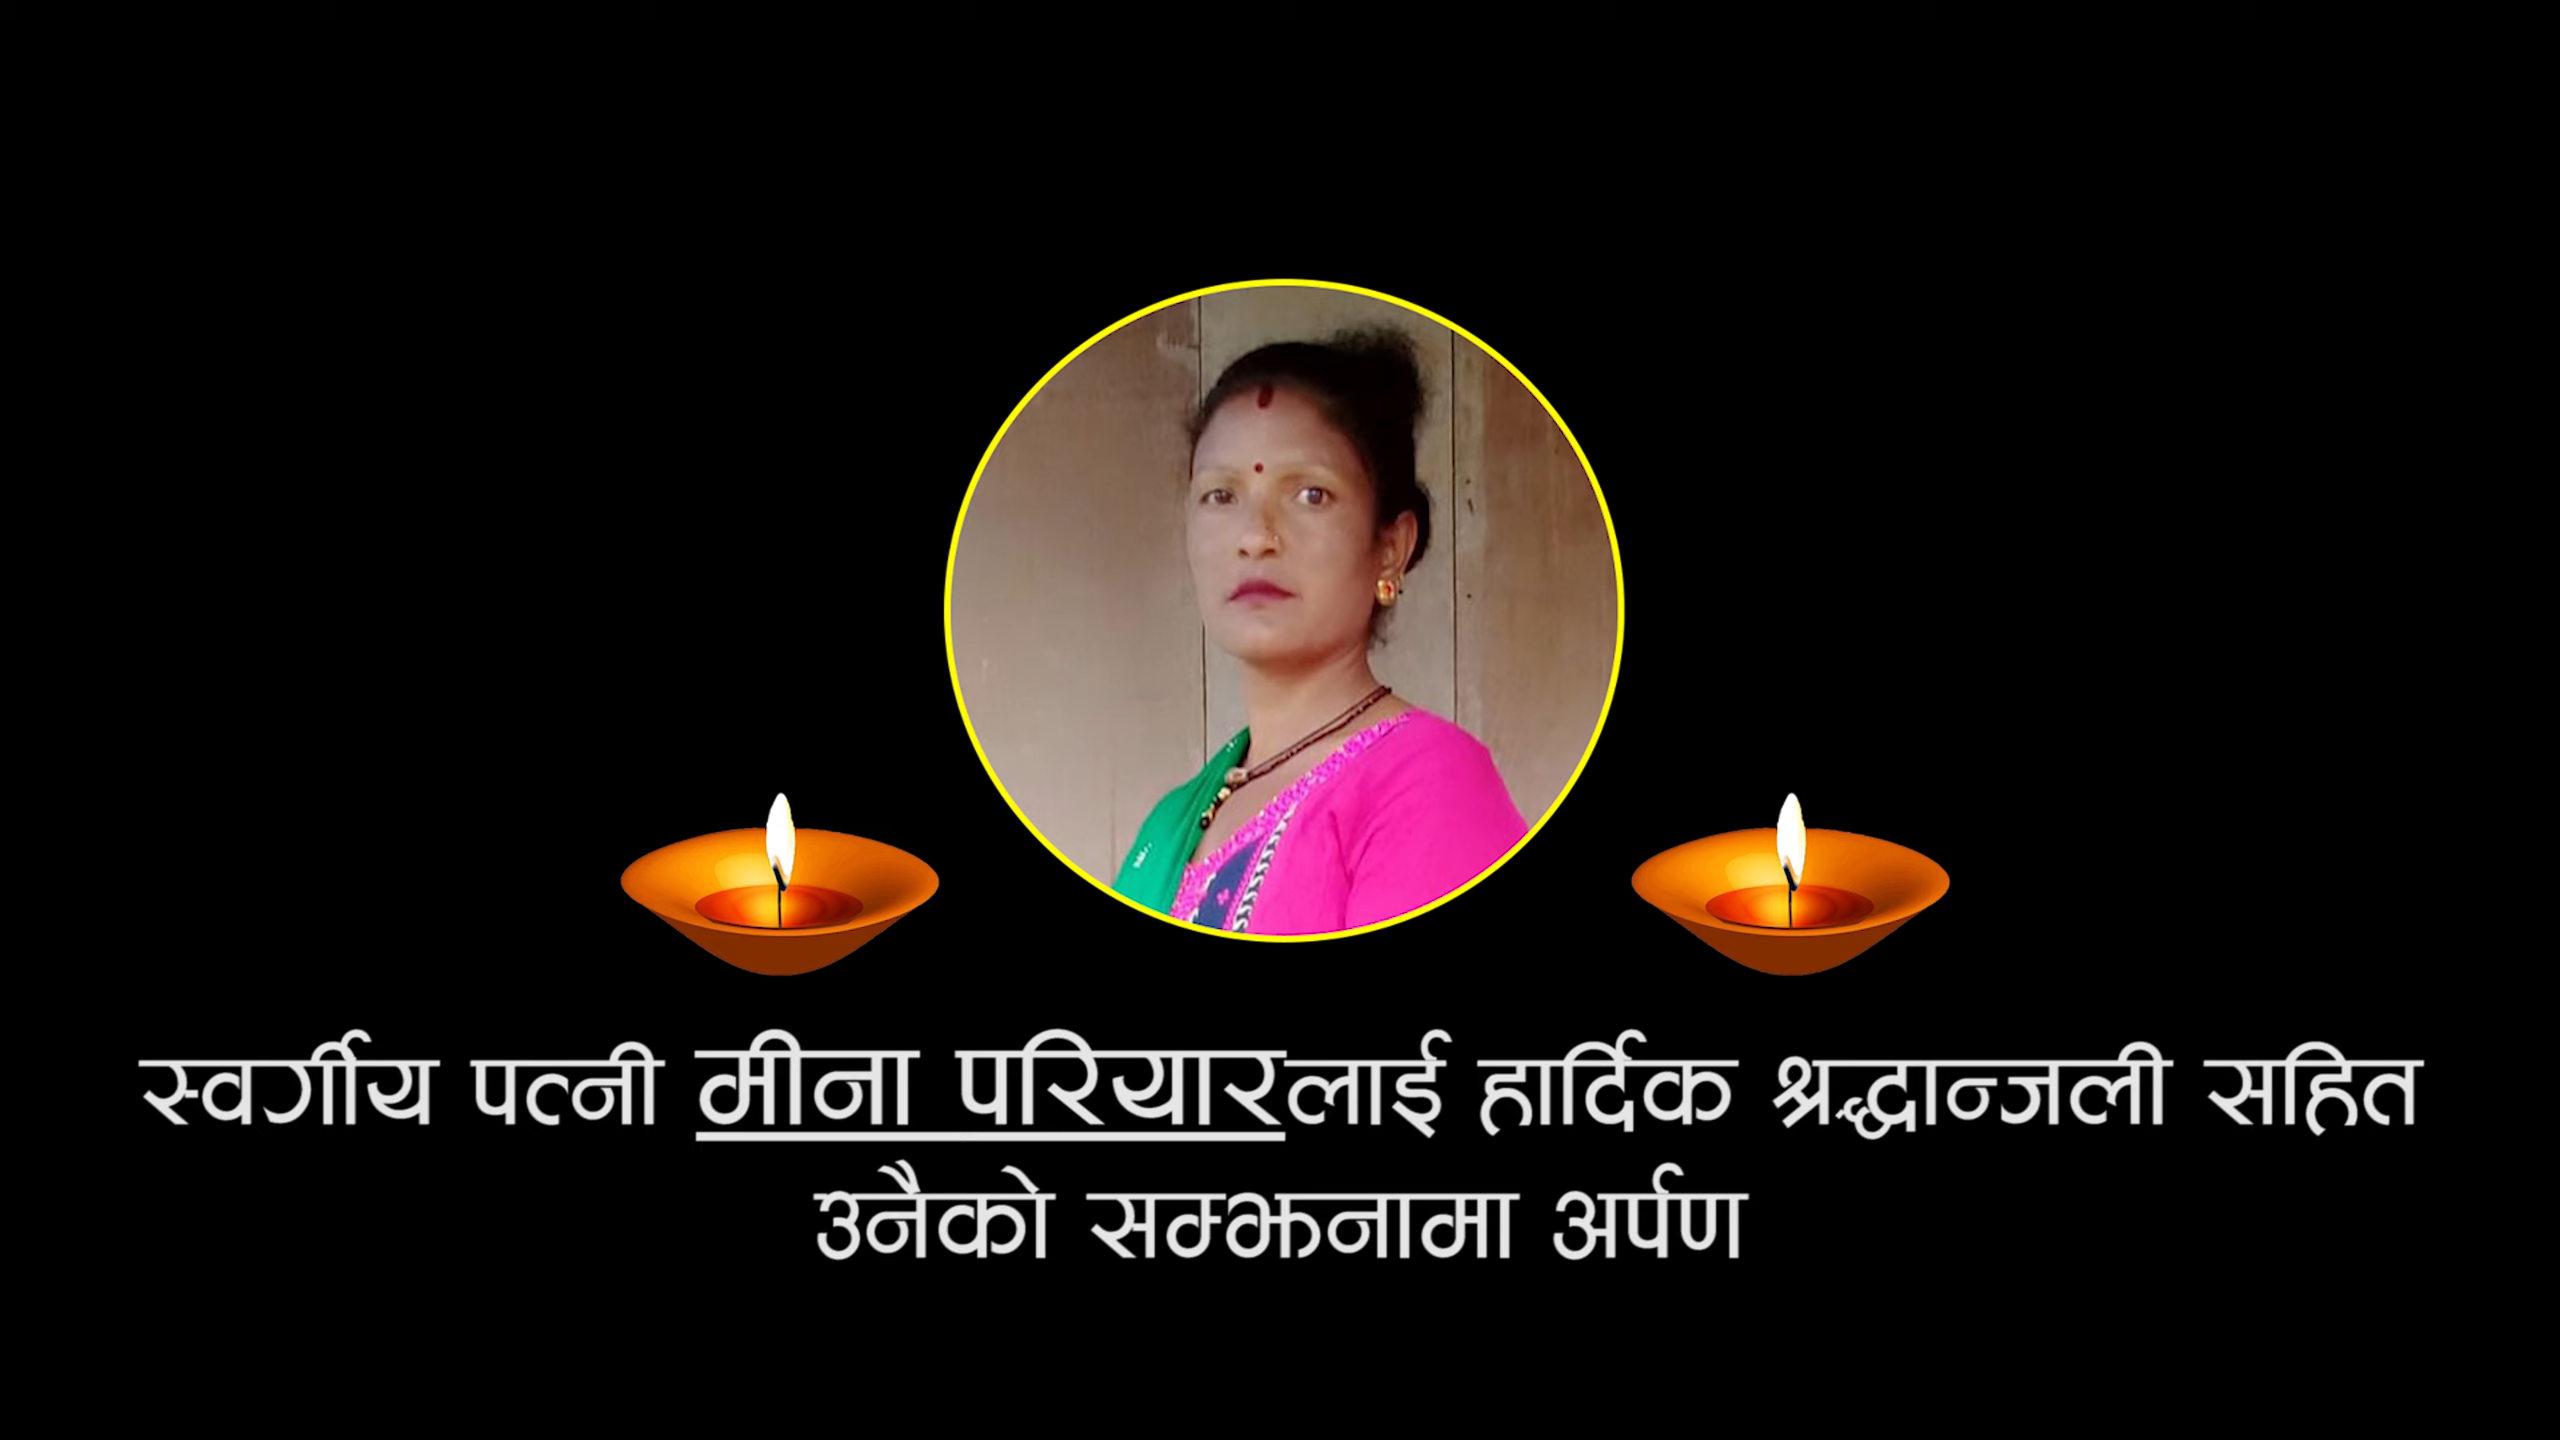 स्वर्गीय पत्नी मीना परियारलाई हार्दिक श्रद्धान्जली सहित
उनैको सम्झनामा अर्पण